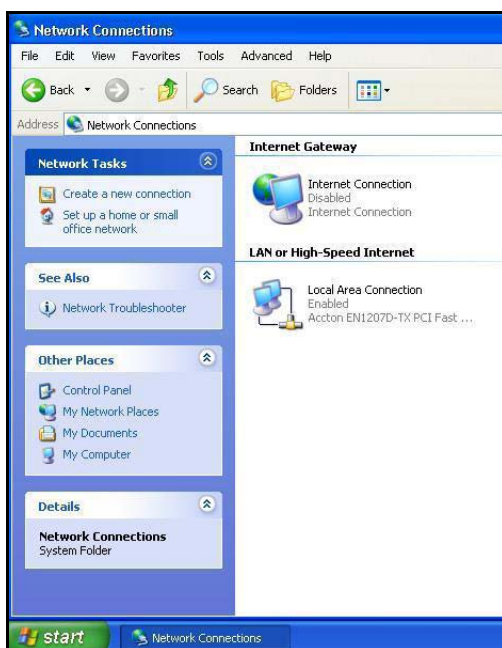 Network Connections
File Edit View Favorites Tools Advanced Help
Back Search Folders
Address Network Connections
Network Tasks
Create a new connection
Set up a home or small
office network
See Also
Network Troubleshooter
Other Places
Control Panel
My Network Places
My Documents
My Computer
Details
Network Connections
System Folder
Internet Gateway
Internet Connection
Disabled
Internet Connection
LAN or High-Speed Internet
Local Area Connection
Enabled
Accton EN1207D-TX PCI Fast ...
start Network Connections